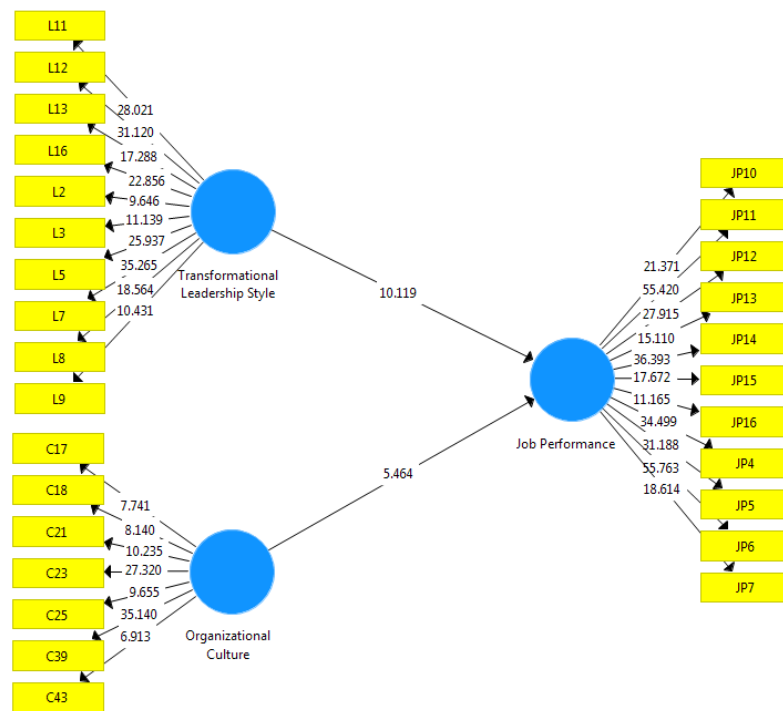 L11
L12
L13
L16
L2
L3
L5
L7
L8
L9
28.021
31.120
17.288
22.856
9.646
11.139
25.937
35.265
18.564
10.431
Transformational
Leadership Style
10.119
C17
C18
C21
C23
C25
C39
C43
7.741
8.140
10.235
27.320
9.655
35.140
6.913
Organizational
Culture
5.464
Job Performance
21.371
55.420
27.915
15.110
36.393
17.672
11.165
34.499
31.188
55.763
18.614
JP10
JP11
JP12
JP13
JP14
JP15
JP16
JP4
JP5
JP6
JP7